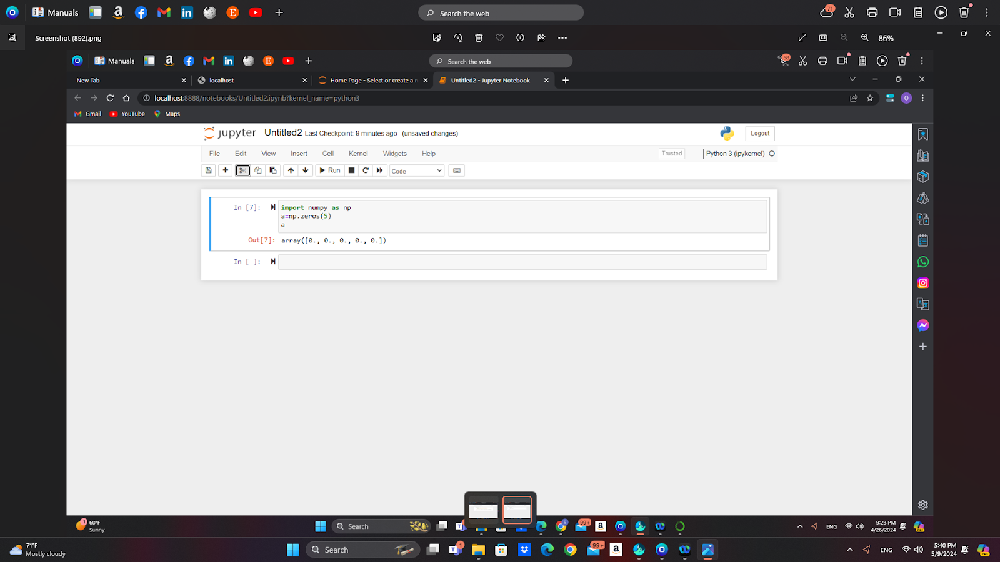 Manuals
Search the web
71
Screenshot (892).png
86%
Manuals
Search the web
58
New Tab
localhost
Home Page - Select or create a n
Untitled2 - Jupyter Notebook
localhost:8888/notebooks/Untitled2.ipynb?kernel_name=python3
O
Gmail
YouTube
Maps
jupyter Untitled2 Last Checkpoint: 9 minutes ago (unsaved changes)
Logout
File Edit View Insert Cell Kernel Widgets Help
Trusted
Python 3 (ipykernel)
Run
Code
In [7]: import numpy as np
a=np.zeros(5)
a
Out[7]: array([0., 0., 0., 0., 0.])
In [ ]:
1
60°F
Sunny
Search
99+
ENG
9:23 PM
4/26/2024
71°F
Mostly cloudy
Search
1
99+
ENG
5:40 PM
5/9/2024